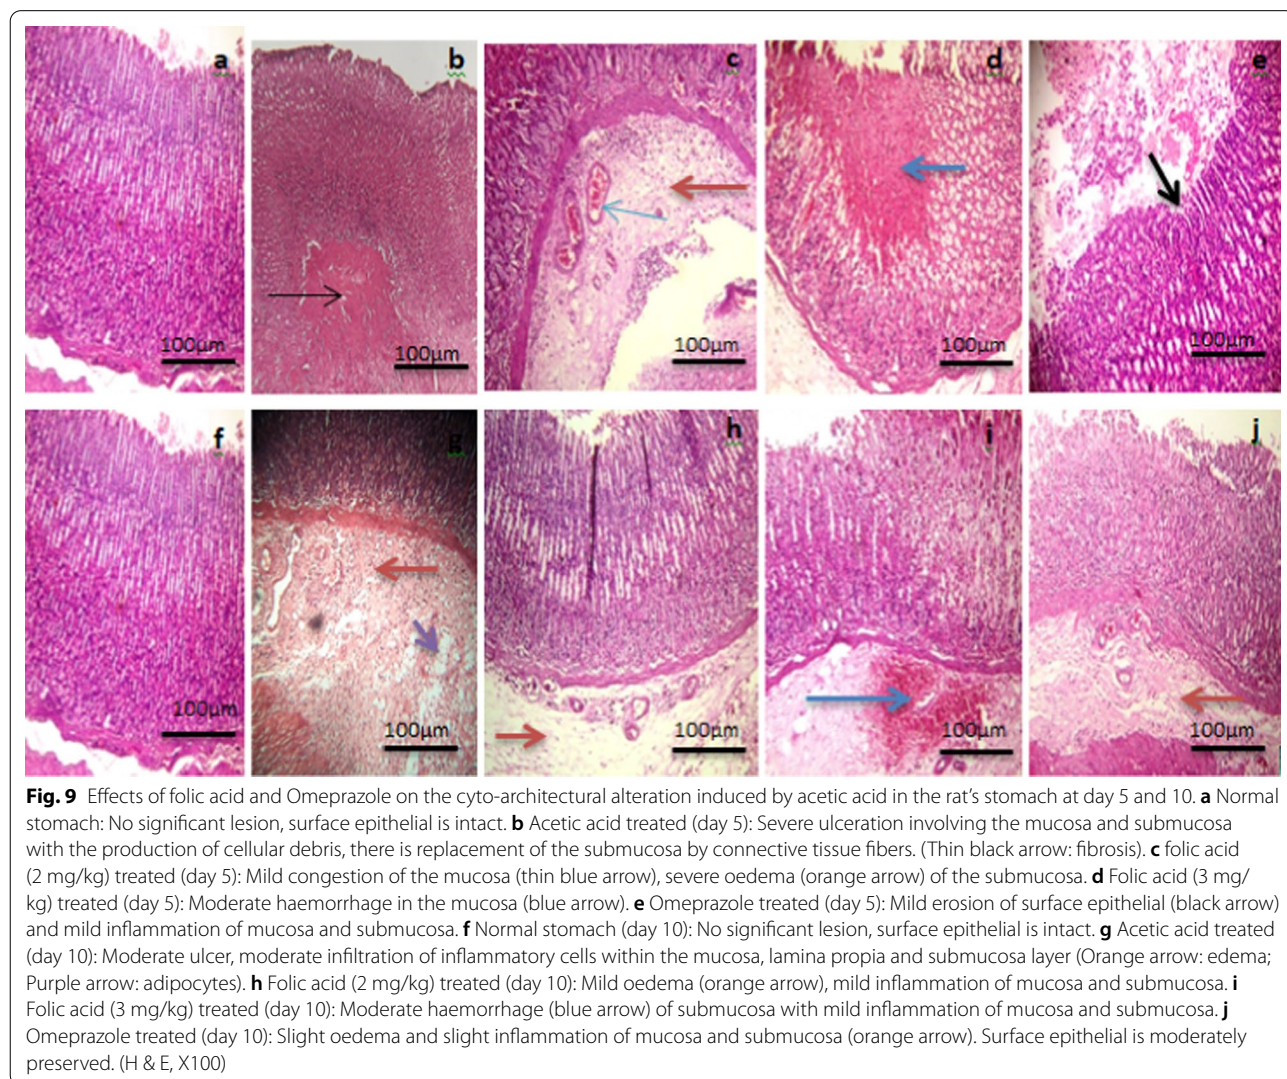 a b c d e
100µm 100µm 100µm 100µm 100µm
f g h i j
100µm 100µm 100µm 100µm 100µm
Fig. 9 Effects of folic acid and Omeprazole on the cyto-architectural alteration induced by acetic acid in the rat's stomach at day 5 and 10. a Normal
stomach: No significant lesion, surface epithelial is intact. b Acetic acid treated (day 5): Severe ulceration involving the mucosa and submucosa
with the production of cellular debris, there is replacement of the submucosa by connective tissue fibers. (Thin black arrow: fibrosis). c folic acid
(2 mg/kg) treated (day 5): Mild congestion of the mucosa (thin blue arrow), severe oedema (orange arrow) of the submucosa. d Folic acid (3 mg/
kg) treated (day 5): Moderate haemorrhage in the mucosa (blue arrow). e Omeprazole treated (day 5): Mild erosion of surface epithelial (black arrow)
and mild inflammation of mucosa and submucosa. f Normal stomach (day 10): No significant lesion, surface epithelial is intact. g Acetic acid treated
(day 10): Moderate ulcer, moderate infiltration of inflammatory cells within the mucosa, lamina propia and submucosa layer (Orange arrow: edema;
Purple arrow: adipocytes). h Folic acid (2 mg/kg) treated (day 10): Mild oedema (orange arrow), mild inflammation of mucosa and submucosa. i
Folic acid (3 mg/kg) treated (day 10): Moderate haemorrhage (blue arrow) of submucosa with mild inflammation of mucosa and submucosa. j
Omeprazole treated (day 10): Slight oedema and slight inflammation of mucosa and submucosa (orange arrow). Surface epithelial is moderately
preserved. (H & E, X100)